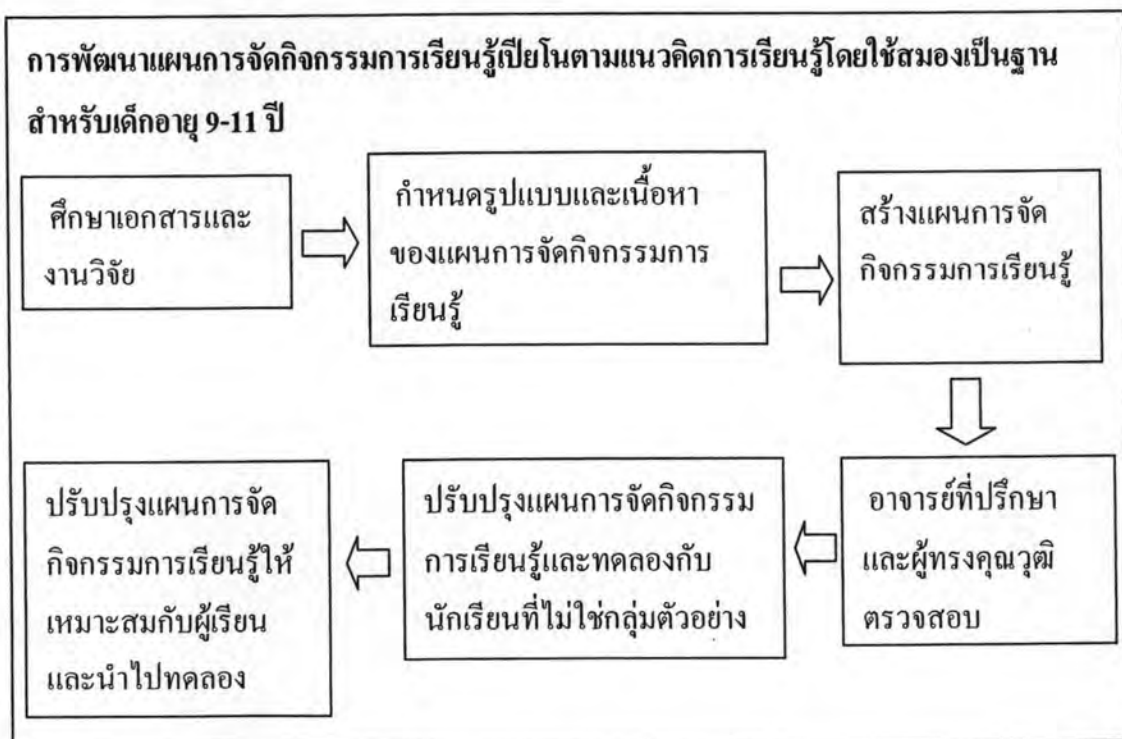 การพัฒนาแผนการจัดกิจกรรมการเรียนรู้เปียโนตามแนวคิดการเรียนรู้โดยใช้สมองเป็นฐาน
สำหรับเด็กอายุ 9-11 ปี
ศึกษาเอกสารและ
งานวิจัย
กำหนดรูปแบบและเนื้อหา
ของแผนการจัดกิจกรรมการ
เรียนรู้
สร้างแผนการจัด
กิจกรรมการเรียนรู้
อาจารย์ที่ปรึกษา
และผู้ทรงคุณวุฒิ
ตรวจสอบ
ปรับปรุงแผนการจัดกิจกรรม
การเรียนรู้และทดลองกับ
นักเรียนที่ไม่ใช่กลุ่มตัวอย่าง
ปรับปรุงแผนการจัด
กิจกรรมการเรียนรู้ให้
เหมาะสมกับผู้เรียน
และนำไปทดลอง